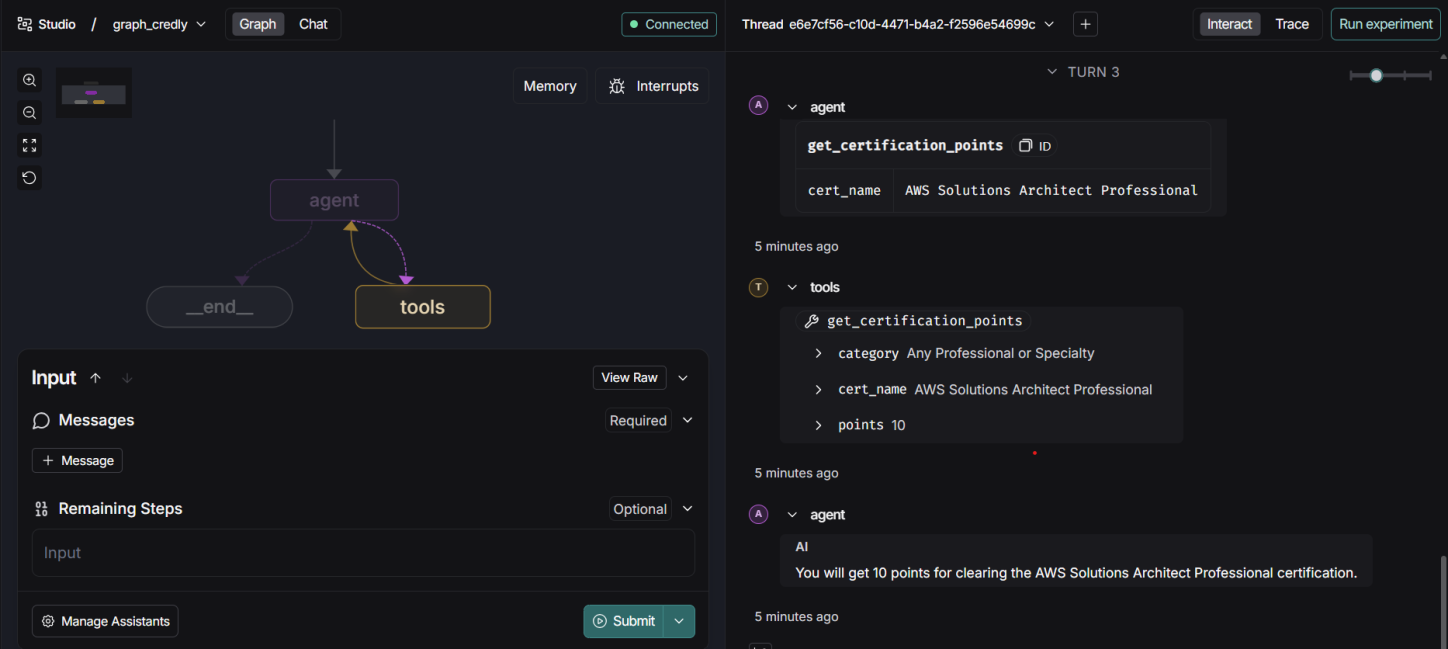 Studio / graph_credly Graph Chat Connected
Memory Interrupts
agent
__end__ tools
Input View Raw
Messages Required
+ Message
01
10
Remaining Steps Optional
Input
Manage Assistants Submit
Thread e6e7cf56-c10d-4471-b4a2-f2596e54699c + Interact Trace Run experiment
TURN 3
A agent
get_certification_points ID
cert_name AWS Solutions Architect Professional
5 minutes ago
T tools
get_certification_points
category Any Professional or Specialty
cert_name AWS Solutions Architect Professional
points 10
5 minutes ago
A agent
AI
You will get 10 points for clearing the AWS Solutions Architect Professional certification.
5 minutes ago